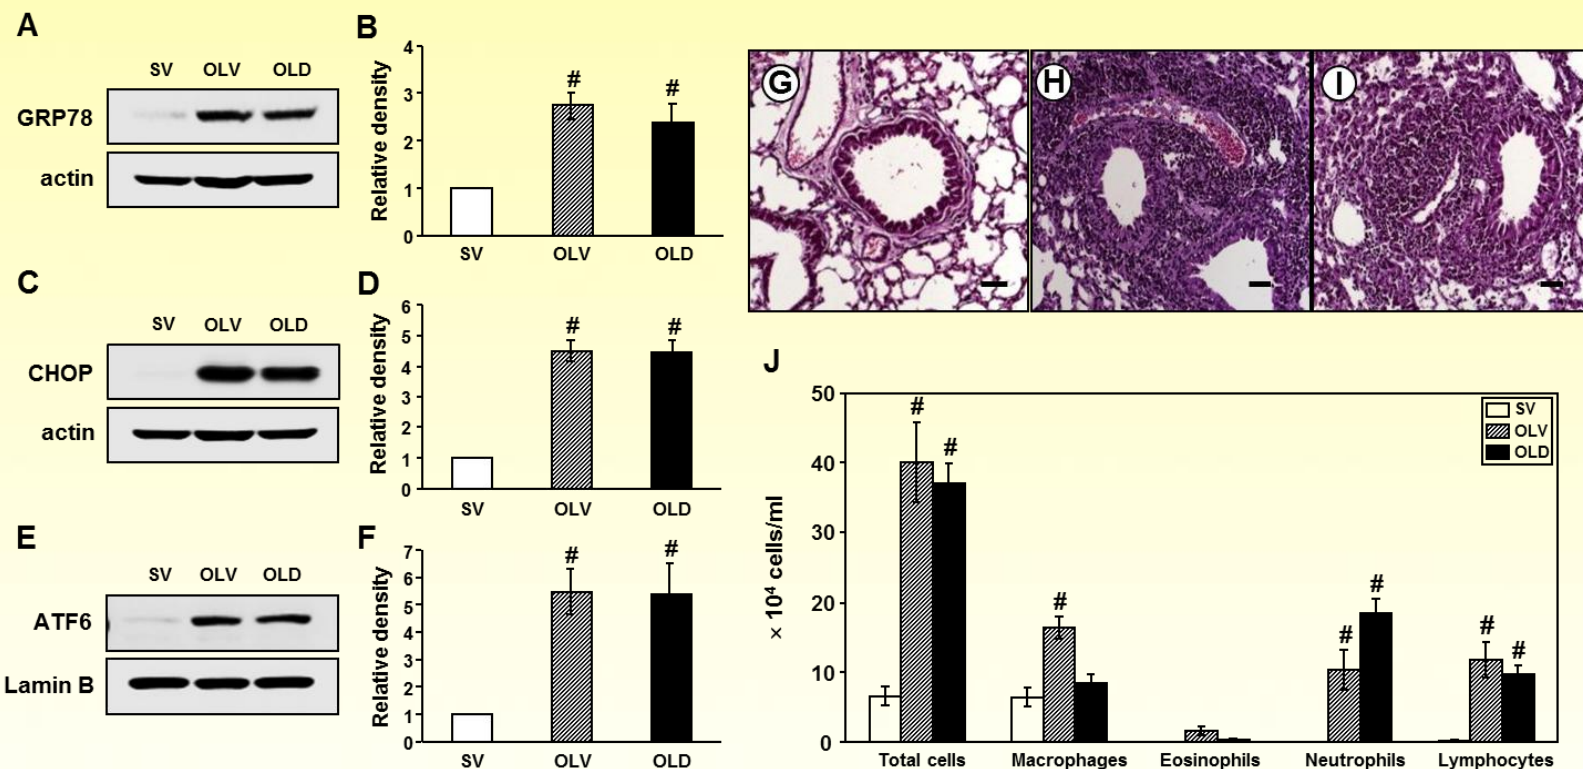 A
SV OLV OLD
GRP78
actin
B
Relative density
4
3
2
1
0
# #
SV OLV OLD
C
SV OLV OLD
CHOP
actin
D
Relative density
6
5
4
3
2
1
0
# #
SV OLV OLD
E
SV OLV OLD
ATF6
Lamin B
F
Relative density
7
6
5
4
3
2
1
0
# #
SV OLV OLD
G H I
J
× 10⁴ cells/ml
50
40
30
20
10
0
# # # # # # #
SV
OLV
OLD
Total cells Macrophages Eosinophils Neutrophils Lymphocytes